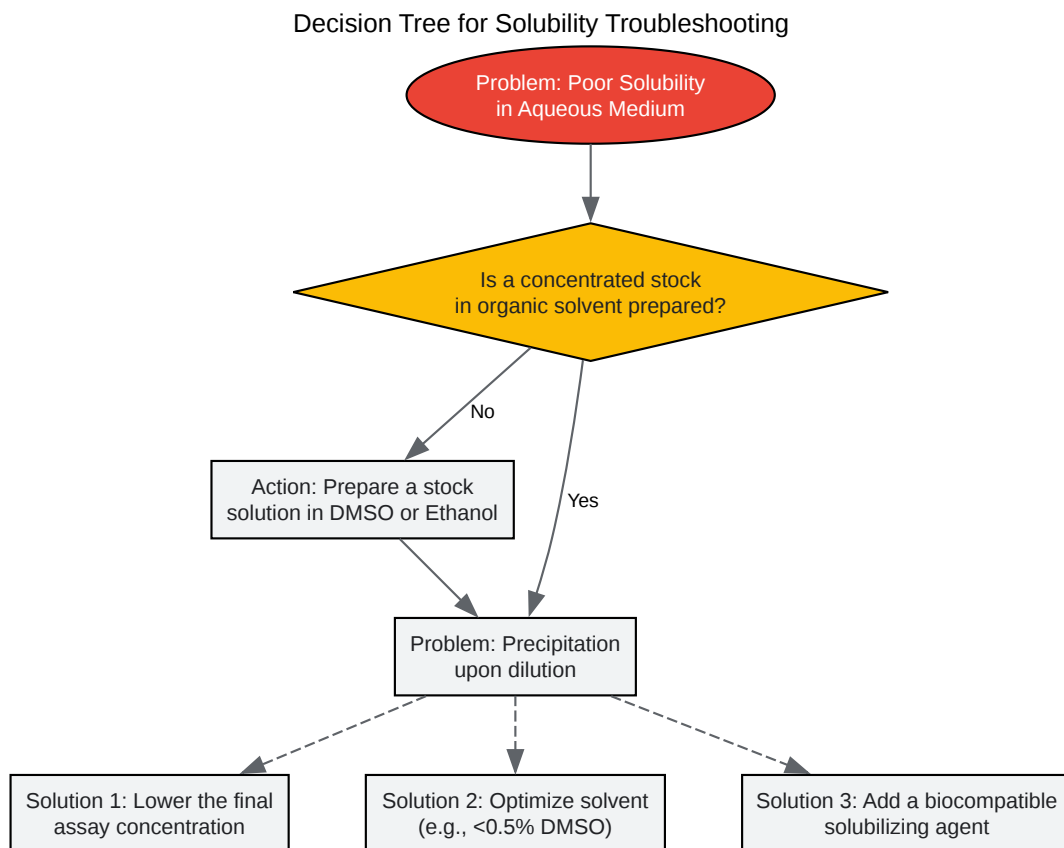 Decision Tree for Solubility Troubleshooting
Problem: Poor Solubility
in Aqueous Medium
Is a concentrated stock
in organic solvent prepared?
No
Action: Prepare a stock
solution in DMSO or Ethanol
Yes
Problem: Precipitation
upon dilution
Solution 1: Lower the final
assay concentration
Solution 2: Optimize solvent
(e.g., <0.5% DMSO)
Solution 3: Add a biocompatible
solubilizing agent